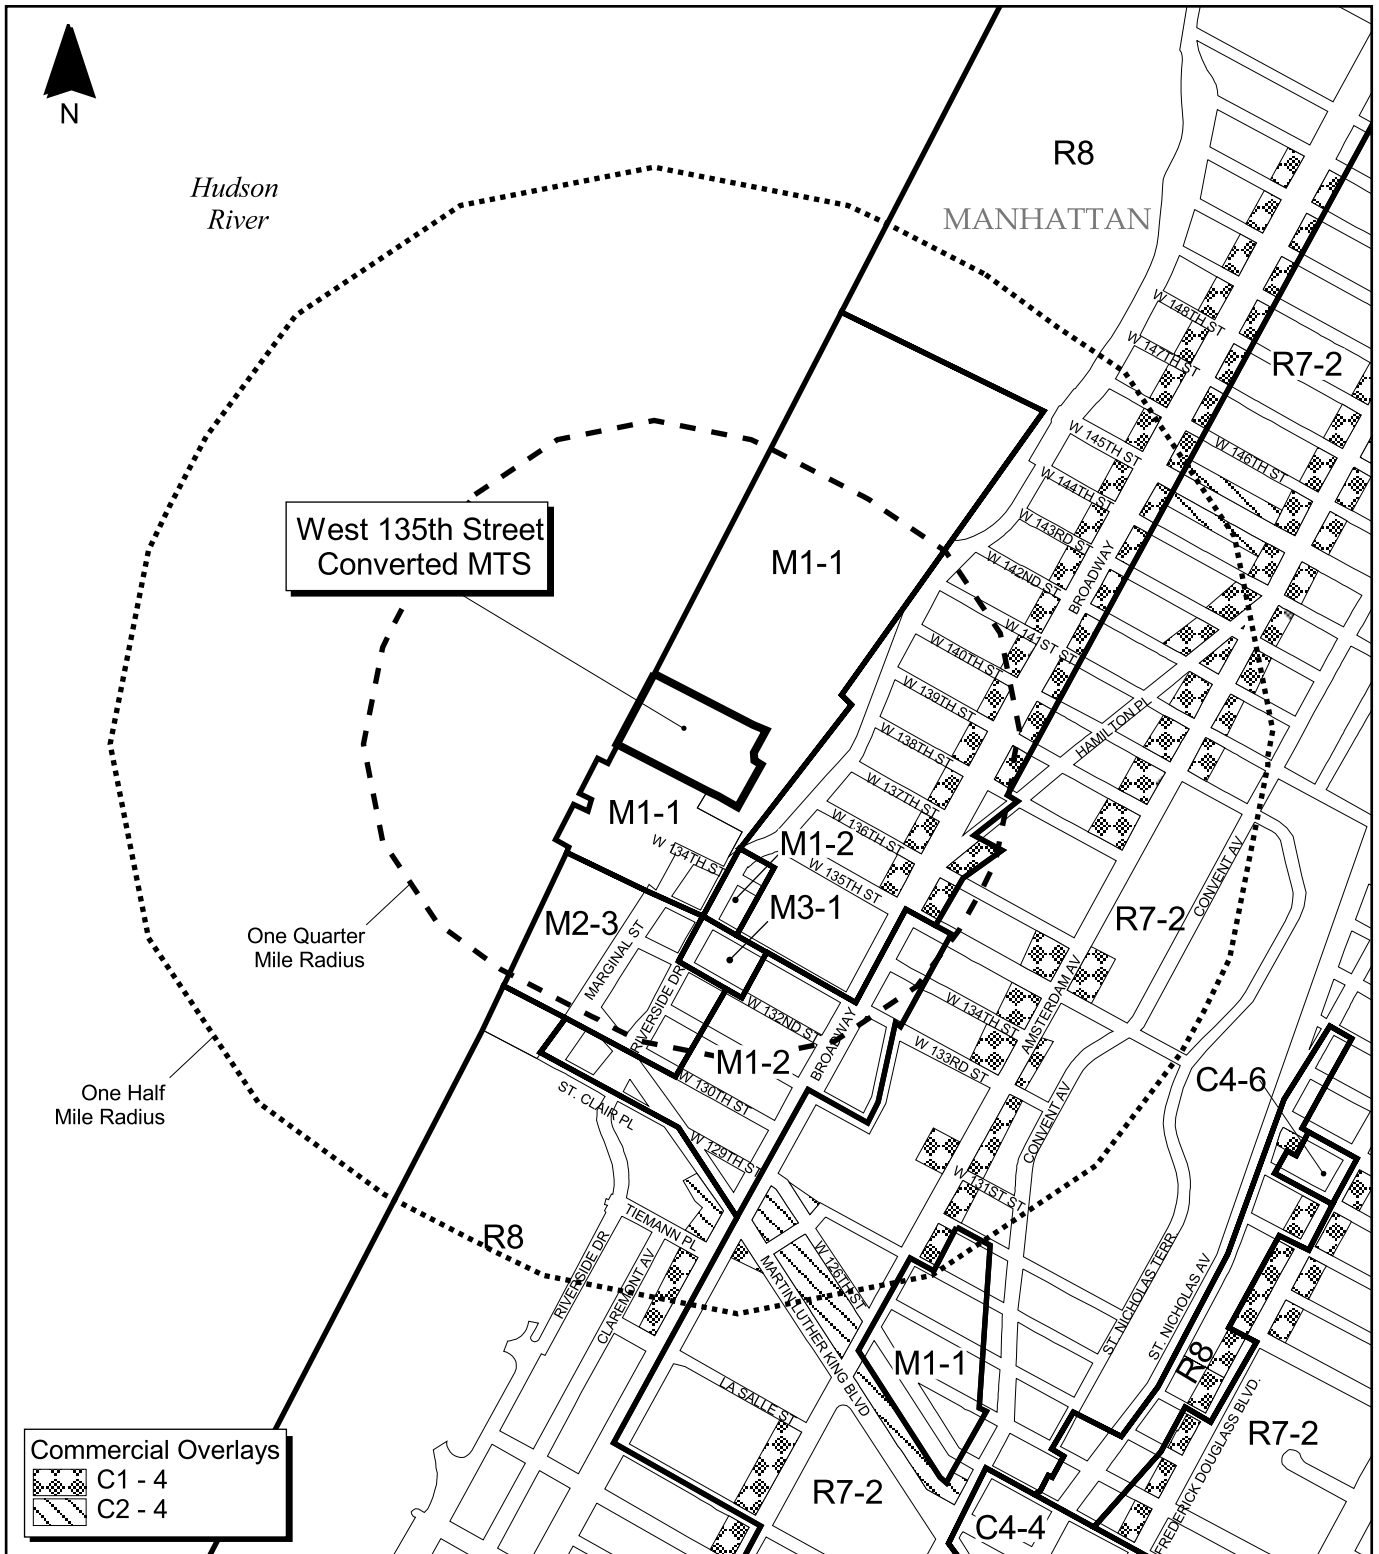 N
Hudson
River
R8
MANHATTAN
W 148TH ST
W 147TH ST
R7-2
W 145TH ST
W 146TH ST
W 144TH ST
West 135th Street
Converted MTS
W 143RD ST
M1-1
W 142ND ST
BROADWAY
W 141ST ST
W 140TH ST
W 139TH ST
HAMILTON PL
W 138TH ST
W 137TH ST
M1-1
W 136TH ST
M1-2
W 134TH ST
W 135TH ST
CONVENT AV
M3-1
R7-2
M2-3
One Quarter
Mile Radius
MARGINAL ST
RIVERSIDE DR
W 132ND ST
W 134TH ST
AMSTERDAM AV
BROADWAY
W 133RD ST
M1-2
C4-6
One Half
Mile Radius
W 130TH ST
ST. CLAIR PL
CONVENT AV
W 129TH ST
W 131ST ST
TIEMANN PL
R8
RIVERSIDE DR
CLAREMONT AV
W 126TH ST
MARTIN LUTHER KING BLVD
ST. NICHOLAS TERR
ST. NICHOLAS AV
M1-1
R8
LA SALLE ST
FREDERICK DOUGLASS BLVD.
R7-2
Commercial Overlays
C1 - 4
C2 - 4
R7-2
C4-4